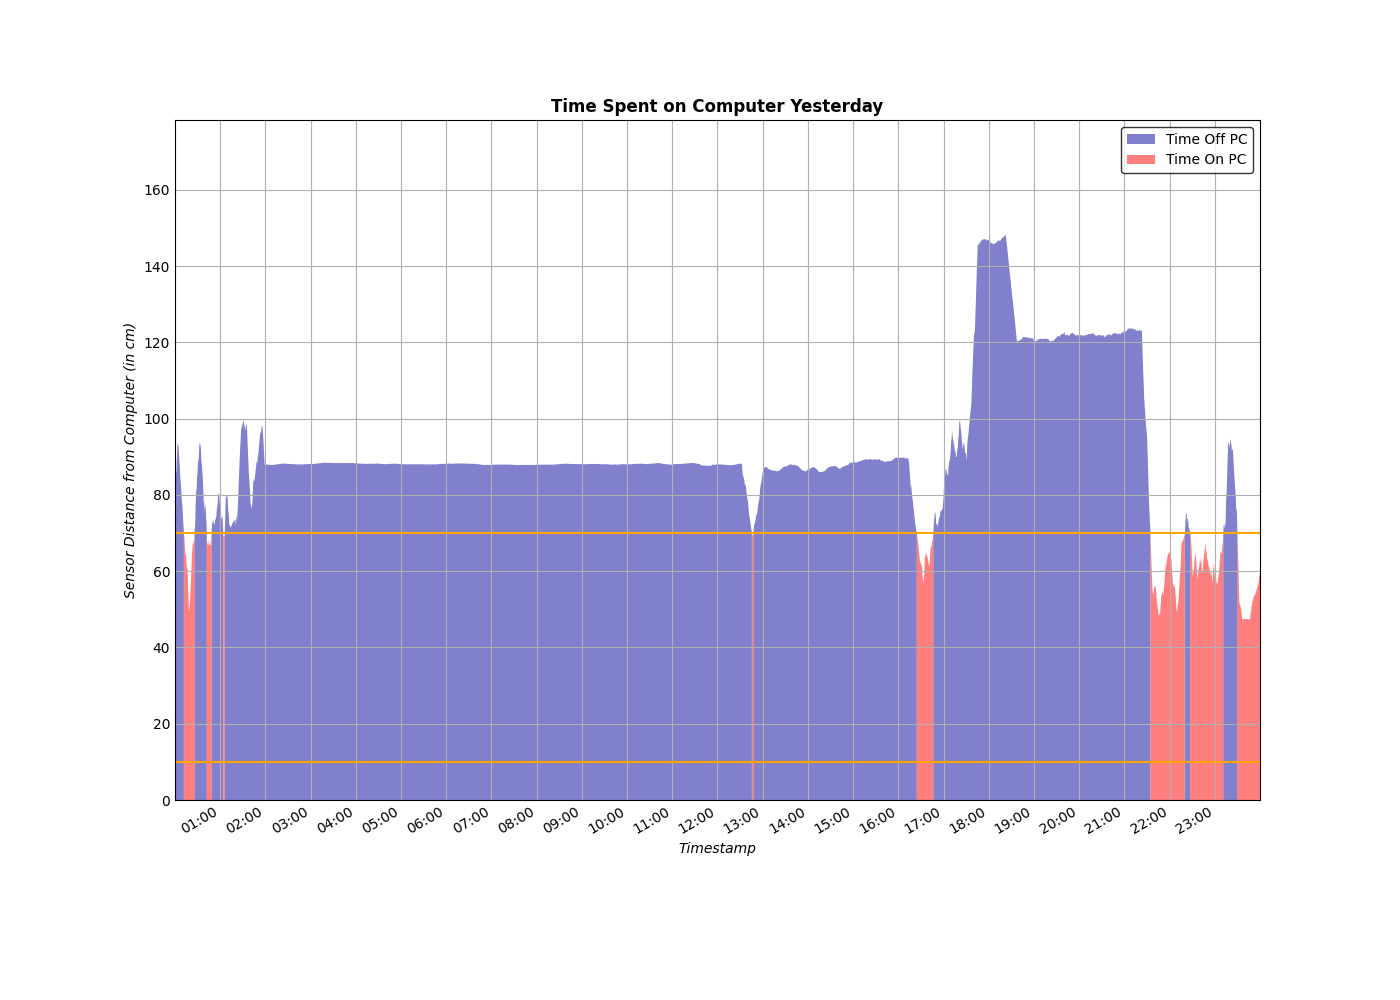 Time Spent on Computer Yesterday
Time Off PC
Time On PC
Sensor Distance from Computer (in cm)
160
140
120
100
80
60
40
20
0
01:00 02:00 03:00 04:00 05:00 06:00 07:00 08:00 09:00 10:00 11:00 12:00 13:00 14:00 15:00 16:00 17:00 18:00 19:00 20:00 21:00 22:00 23:00
Timestamp